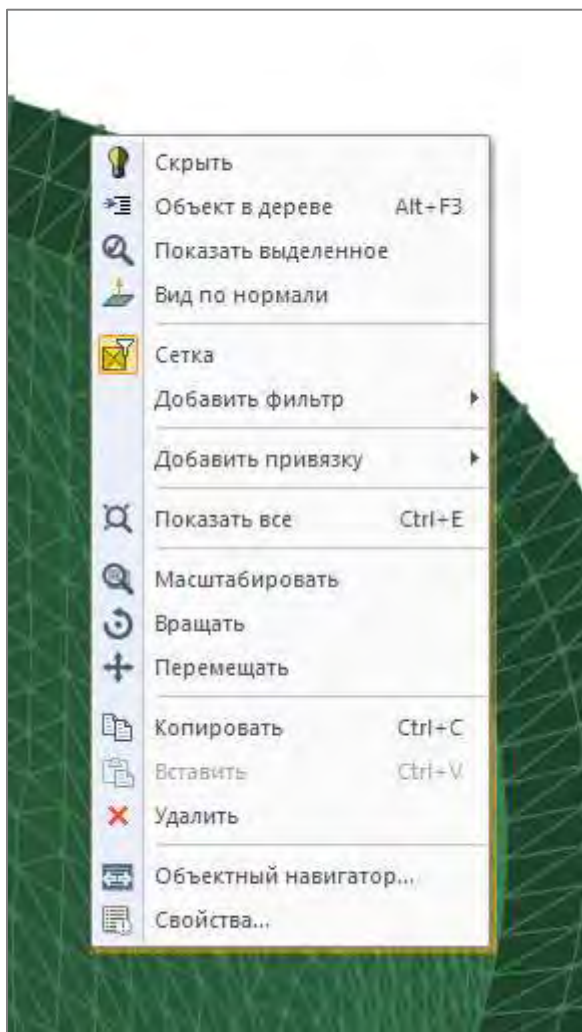 Скрыть
Объект в дереве Alt+F3
Показать выделенное
Вид по нормали
Сетка
Добавить фильтр
Добавить привязку
Показать все Ctrl+E
Масштабировать
Вращать
Перемещать
Копировать Ctrl+C
Вставить Ctrl+V
Удалить
Объектный навигатор...
Свойства...